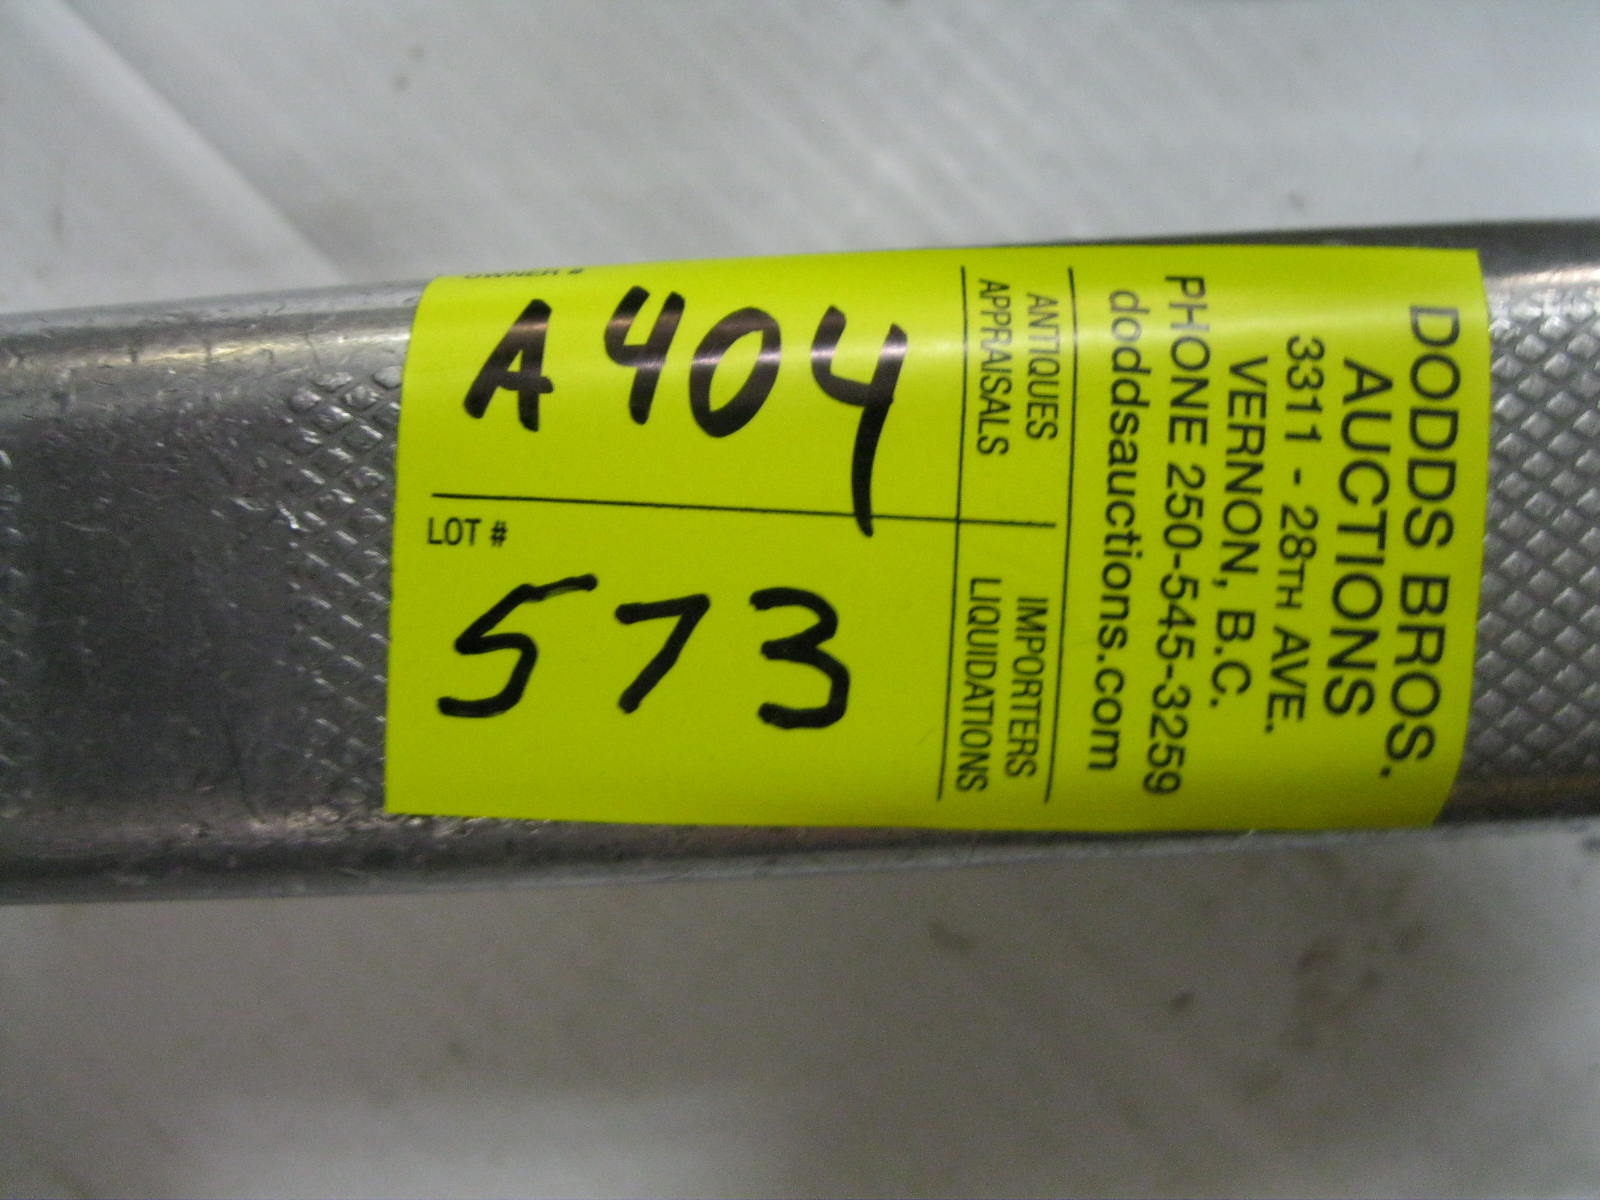 DODDS BROS.
AUCTIONS
3311 - 28TH AVE.
VERNON, B.C.
PHONE 250-545-3259
doddsauctions.com
ANTIQUES
APPRAISALS
IMPORTERS
LIQUIDATIONS
OWNER #
A404
LOT #
573